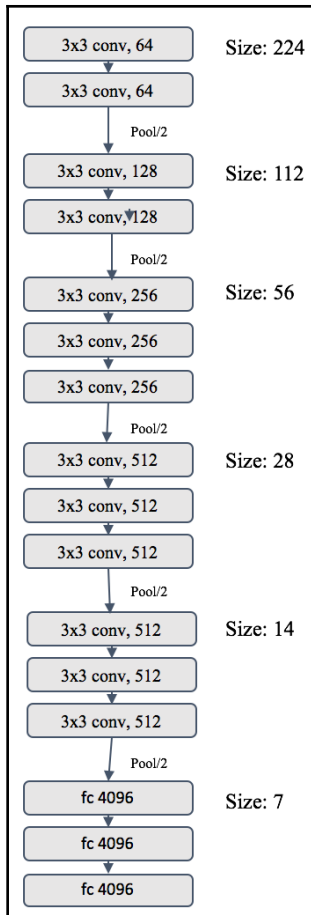 3x3 conv, 64 Size: 224
3x3 conv, 64
Pool/2
3x3 conv, 128 Size: 112
3x3 conv, 128
Pool/2
3x3 conv, 256 Size: 56
3x3 conv, 256
3x3 conv, 256
Pool/2
3x3 conv, 512 Size: 28
3x3 conv, 512
3x3 conv, 512
Pool/2
3x3 conv, 512 Size: 14
3x3 conv, 512
3x3 conv, 512
Pool/2
fc 4096 Size: 7
fc 4096
fc 4096